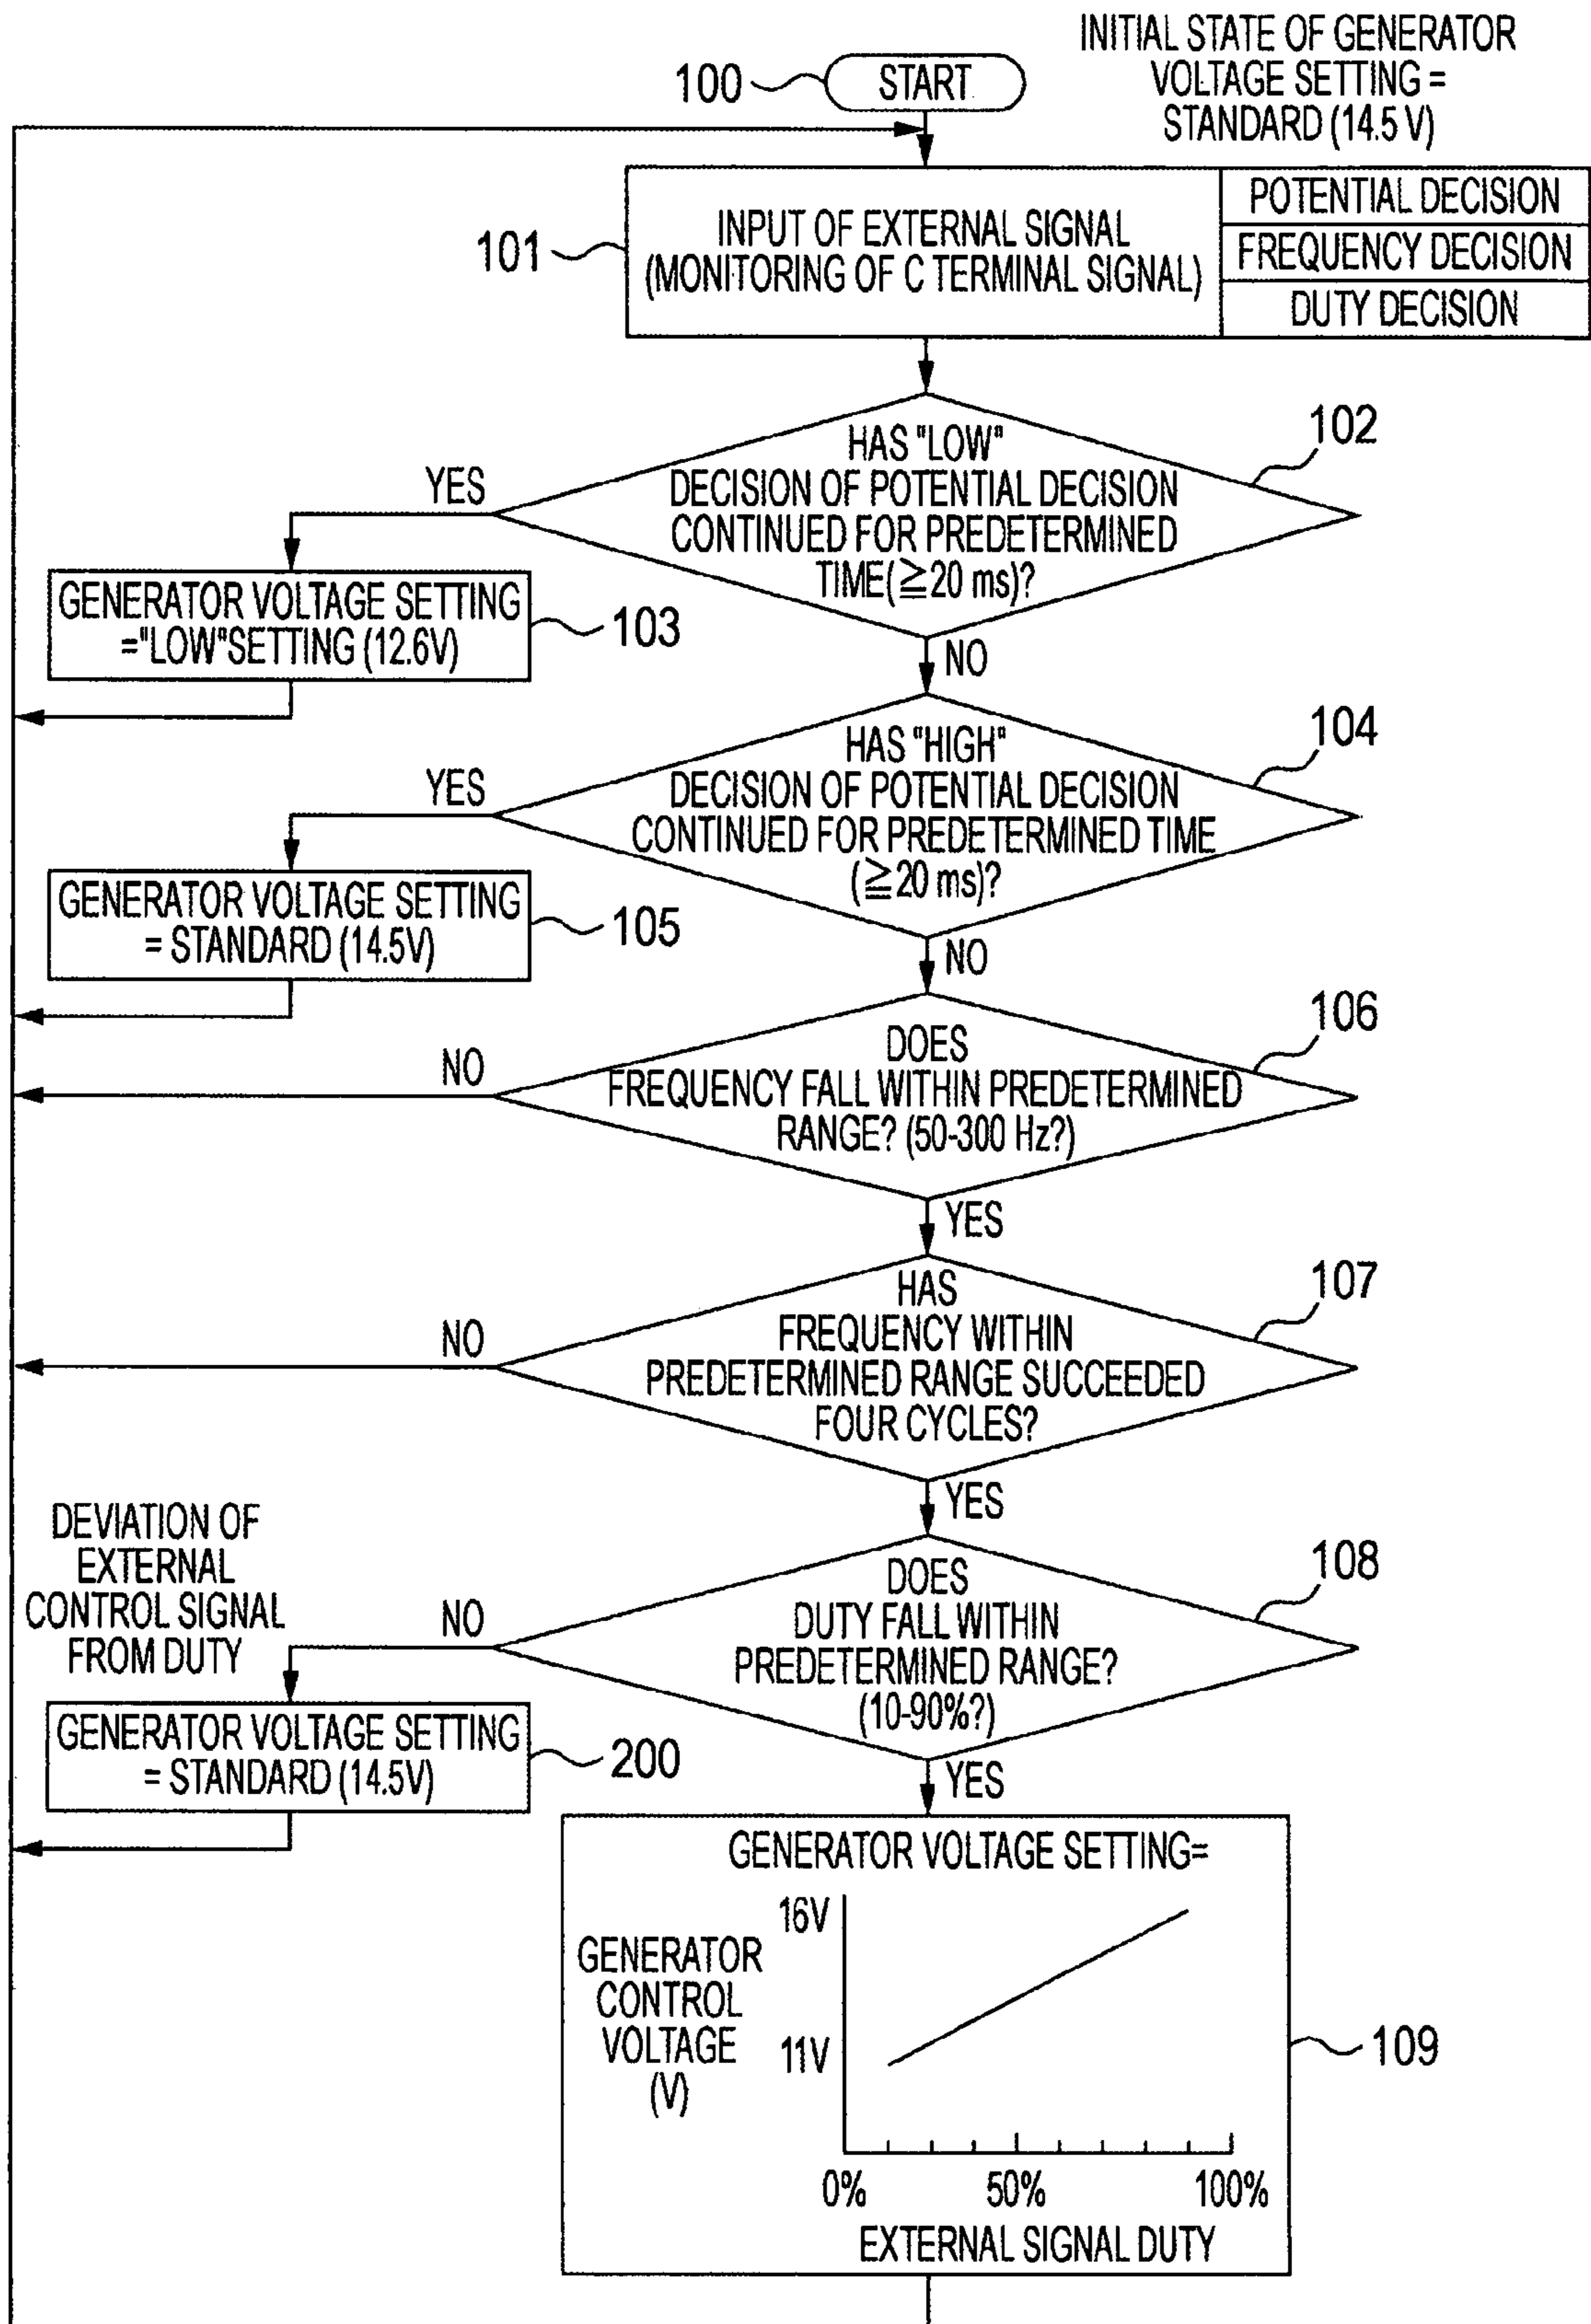 INITIAL STATE OF GENERATOR
VOLTAGE SETTING =
STANDARD (14.5 V)
100
START
101
INPUT OF EXTERNAL SIGNAL
(MONITORING OF C TERMINAL SIGNAL)
POTENTIAL DECISION
FREQUENCY DECISION
DUTY DECISION
102
HAS "LOW"
DECISION OF POTENTIAL DECISION
CONTINUED FOR PREDETERMINED
TIME(≧20 ms)?
YES
GENERATOR VOLTAGE SETTING
="LOW"SETTING (12.6V)
103
NO
104
HAS "HIGH"
DECISION OF POTENTIAL DECISION
CONTINUED FOR PREDETERMINED TIME
(≧20 ms)?
YES
GENERATOR VOLTAGE SETTING
= STANDARD (14.5V)
105
NO
106
DOES
FREQUENCY FALL WITHIN PREDETERMINED
RANGE? (50-300 Hz?)
NO
YES
107
HAS
FREQUENCY WITHIN
PREDETERMINED RANGE SUCCEEDED
FOUR CYCLES?
NO
YES
108
DOES
DUTY FALL WITHIN
PREDETERMINED RANGE?
(10-90%?)
NO
DEVIATION OF
EXTERNAL
CONTROL SIGNAL
FROM DUTY
GENERATOR VOLTAGE SETTING
= STANDARD (14.5V)
200
YES
GENERATOR VOLTAGE SETTING=
16V
GENERATOR
CONTROL
VOLTAGE
(V)
11V
109
0% 50% 100%
EXTERNAL SIGNAL DUTY